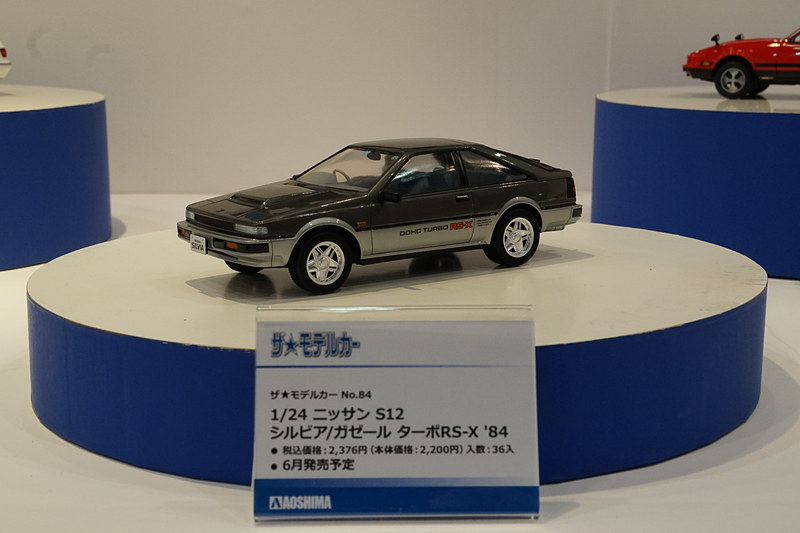 DOHC TURBO RS-X
ザ★モデルカー
ザ★モデルカー No.84
1/24 ニッサン S12
シルビア/ガゼール ターボRS-X '84
● 税込価格：2,376円（本体価格：2,200円）入数：36入
● 6月発売予定
AOSHIMA